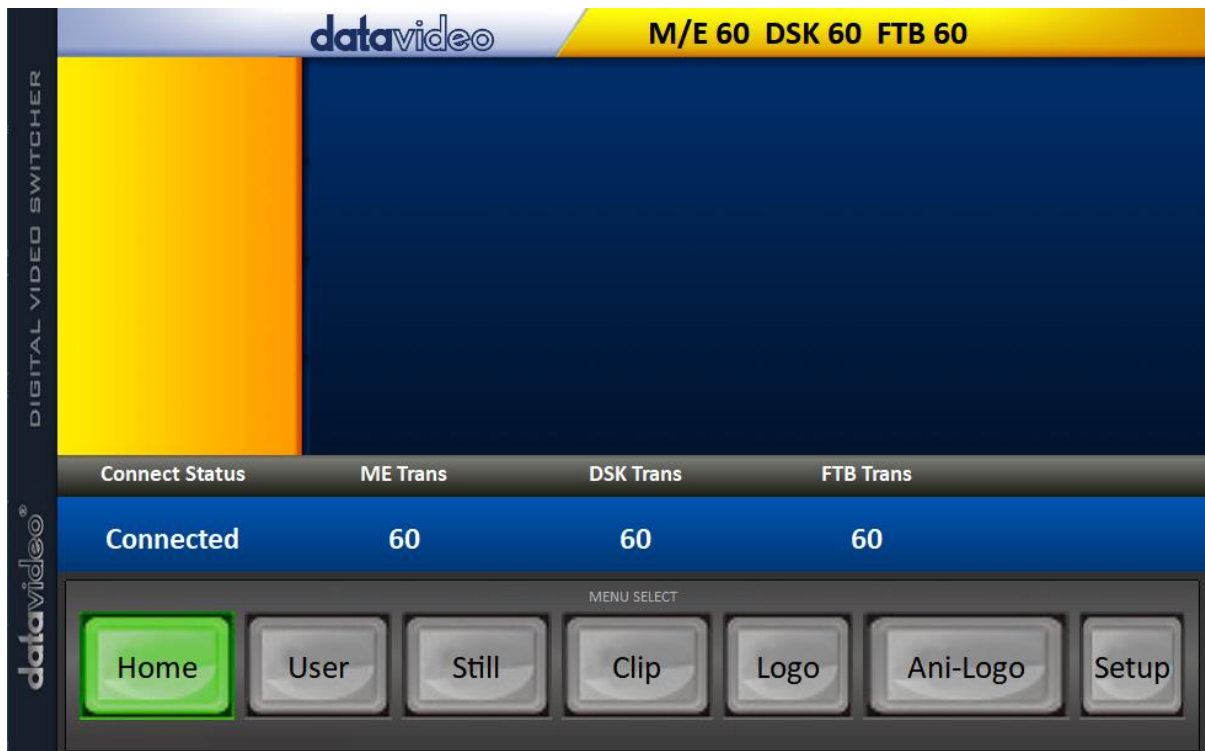 datavideo
M/E 60 DSK 60 FTB 60
DIGITAL VIDEO SWITCHER
datavideo®
Connect Status ME Trans DSK Trans FTB Trans
Connected 60 60 60
MENU SELECT
Home User Still Clip Logo Ani-Logo Setup